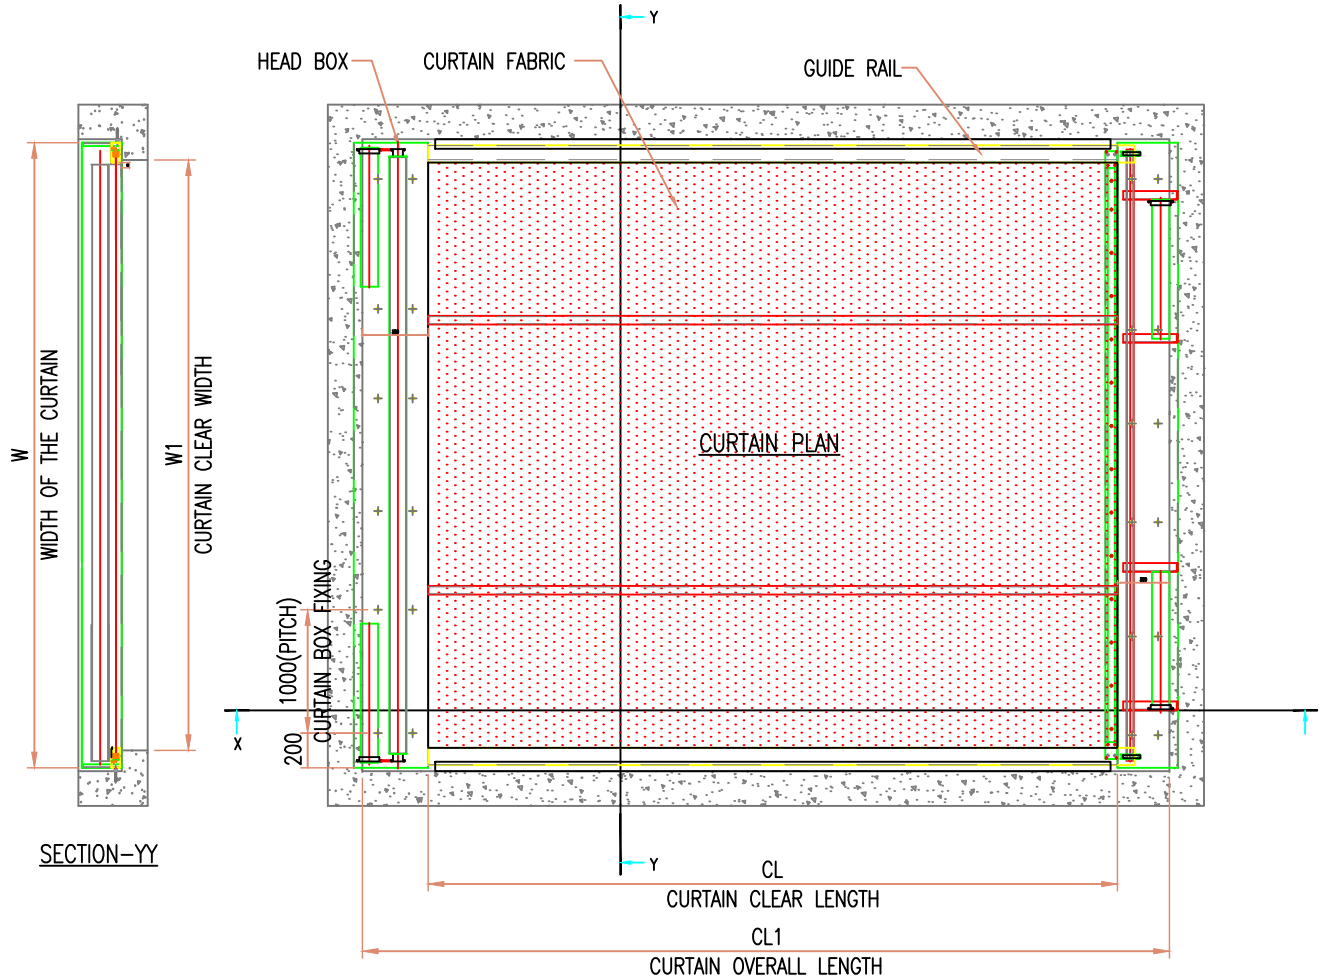 Y
HEAD BOX
CURTAIN FABRIC
GUIDE RAIL
W
WIDTH OF THE CURTAIN
W1
CURTAIN CLEAR WIDTH
CURTAIN PLAN
1000(PITCH)
200
CURTAIN BOX FIXING
X
SECTION-YY
Y
CL
CURTAIN CLEAR LENGTH
CL1
CURTAIN OVERALL LENGTH